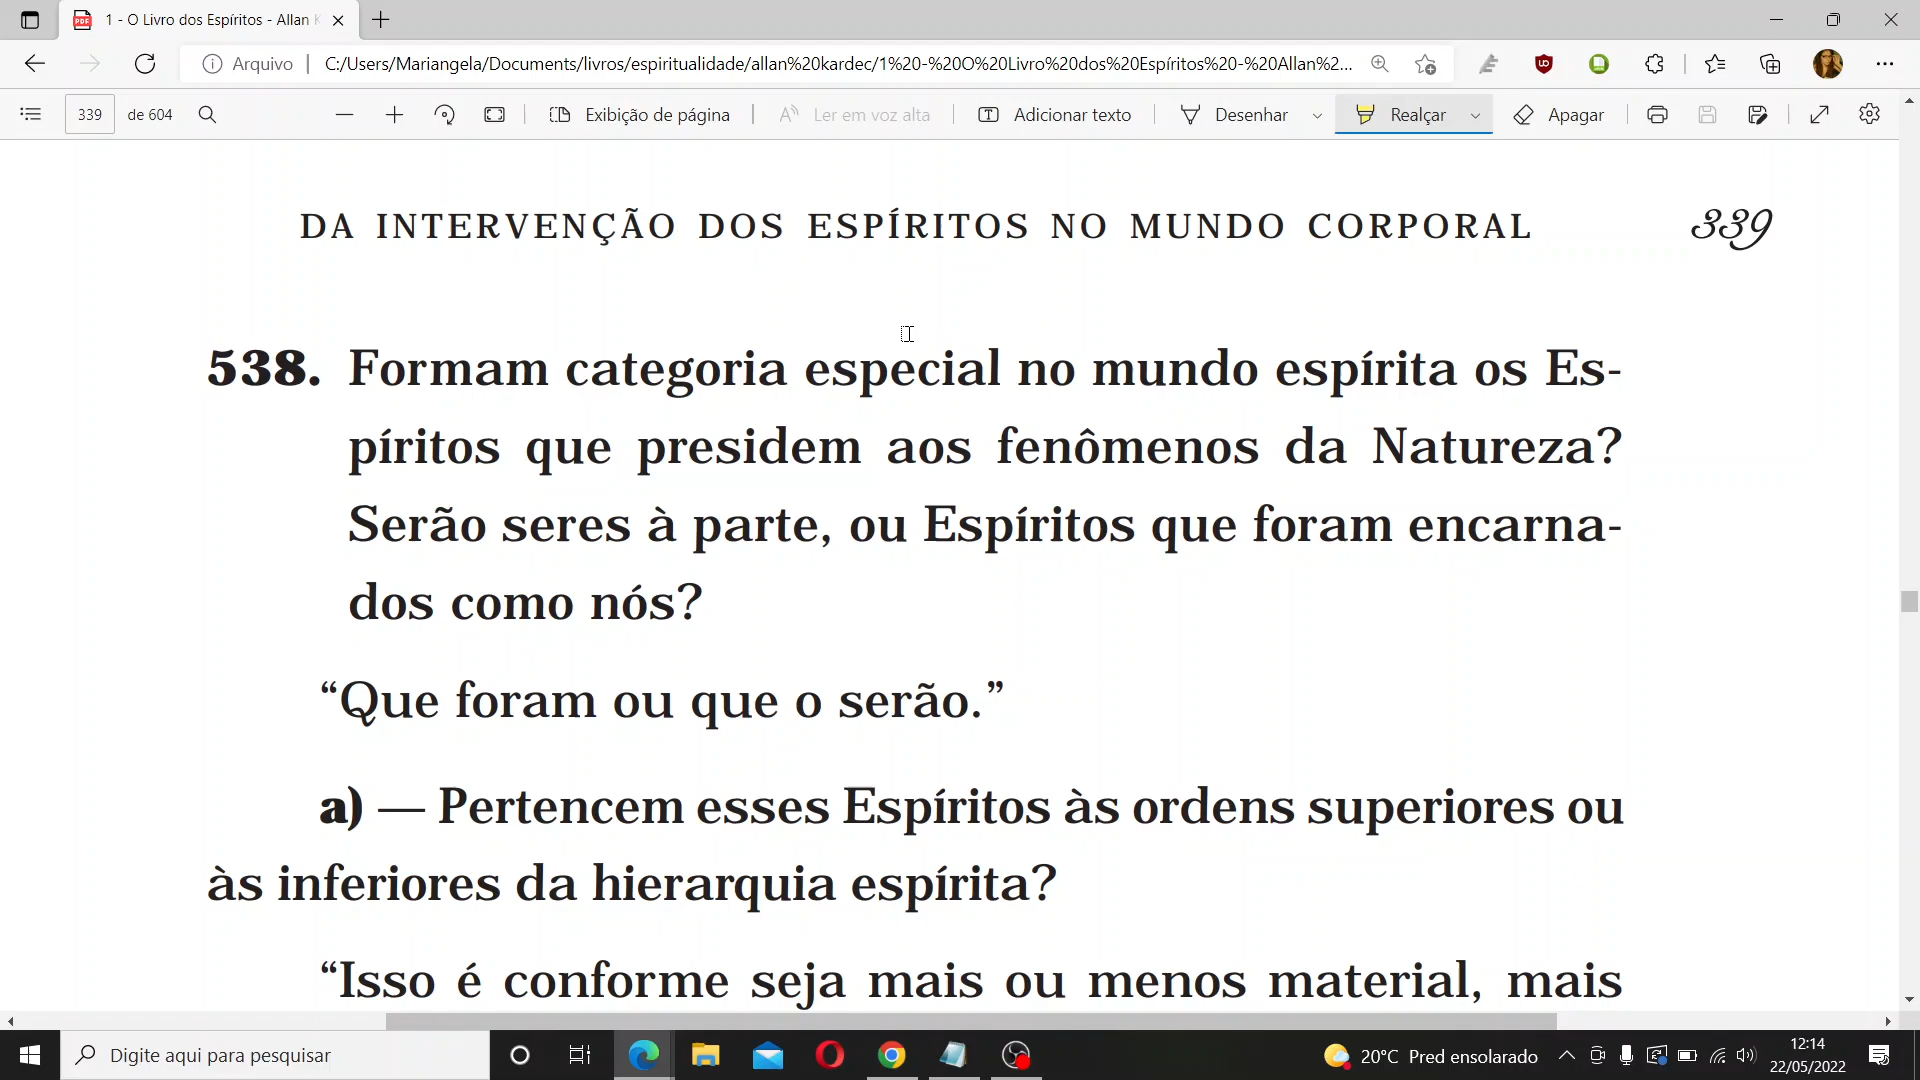 1 - O Livro dos Espíritos - Allan K
Arquivo
C:/Users/Mariangela/Documents/livros/espiritualidade/allan%20kardec/1%20-%20O%20Livro%20dos%20Espíritos%20-%20Allan%2...
339 de 604
Exibição de página
Ler em voz alta
Adicionar texto
Desenhar
Realçar
Apagar
DA INTERVENÇÃO DOS ESPÍRITOS NO MUNDO CORPORAL 339
538. Formam categoria especial no mundo espírita os Es-
píritos que presidem aos fenômenos da Natureza?
Serão seres à parte, ou Espíritos que foram encarna-
dos como nós?
“Que foram ou que o serão.”
a) — Pertencem esses Espíritos às ordens superiores ou
às inferiores da hierarquia espírita?
“Isso é conforme seja mais ou menos material, mais
Digite aqui para pesquisar
20°C Pred ensolarado
12:14
22/05/2022